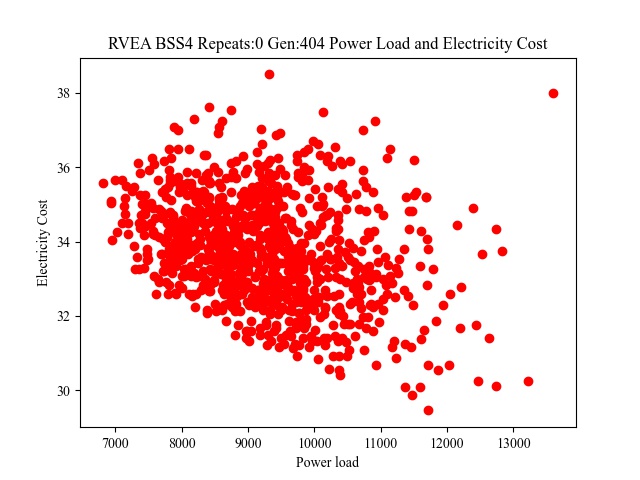 RVEA BSS4 Repeats:0 Gen:404 Power Load and Electricity Cost
38
36
34
32
30
Electricity Cost
7000 8000 9000 10000 11000 12000 13000
Power load